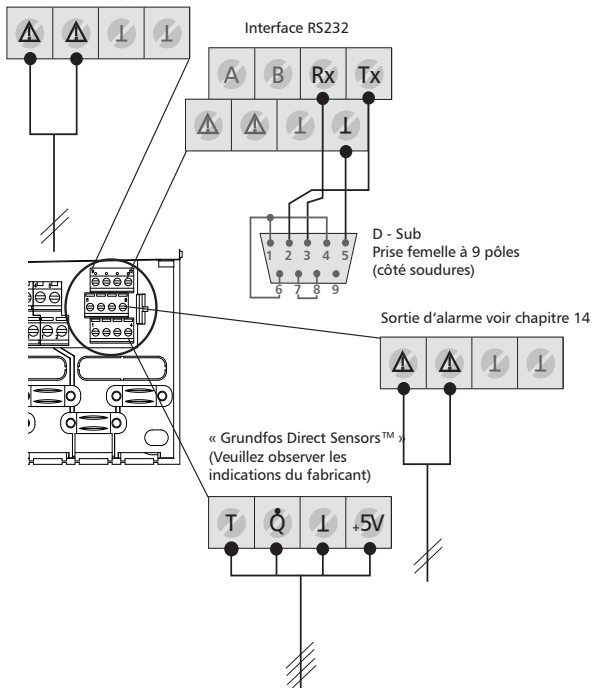 ⚠ ⚠ ⊥ ⊥
Interface RS232
A B Rx Tx
⚠ ⚠ ⊥ ⊥
1 2 3 4 5
6 7 8 9
D - Sub
Prise femelle à 9 pôles
(côté soudures)
Sortie d'alarme voir chapitre 14
⚠ ⚠ ⊥ ⊥
« Grundfos Direct Sensors™ »
(Veuillez observer les
indications du fabricant)
T Q̇ ⊥ +5V